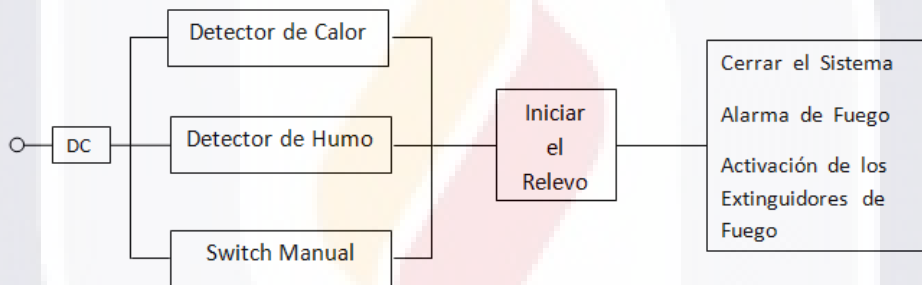 Detector de Calor
DC
Detector de Humo
Switch Manual
Iniciar
el
Relevo
Cerrar el Sistema
Alarma de Fuego
Activación de los
Extinguidores de
Fuego